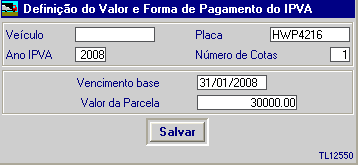 Definição do Valor e Forma de Pagamento do IPVA
Veículo Placa HWP4216
Ano IPVA 2008 Número de Cotas 1
Vencimento base 31/01/2008
Valor da Parcela 30000.00
Salvar
TL12550